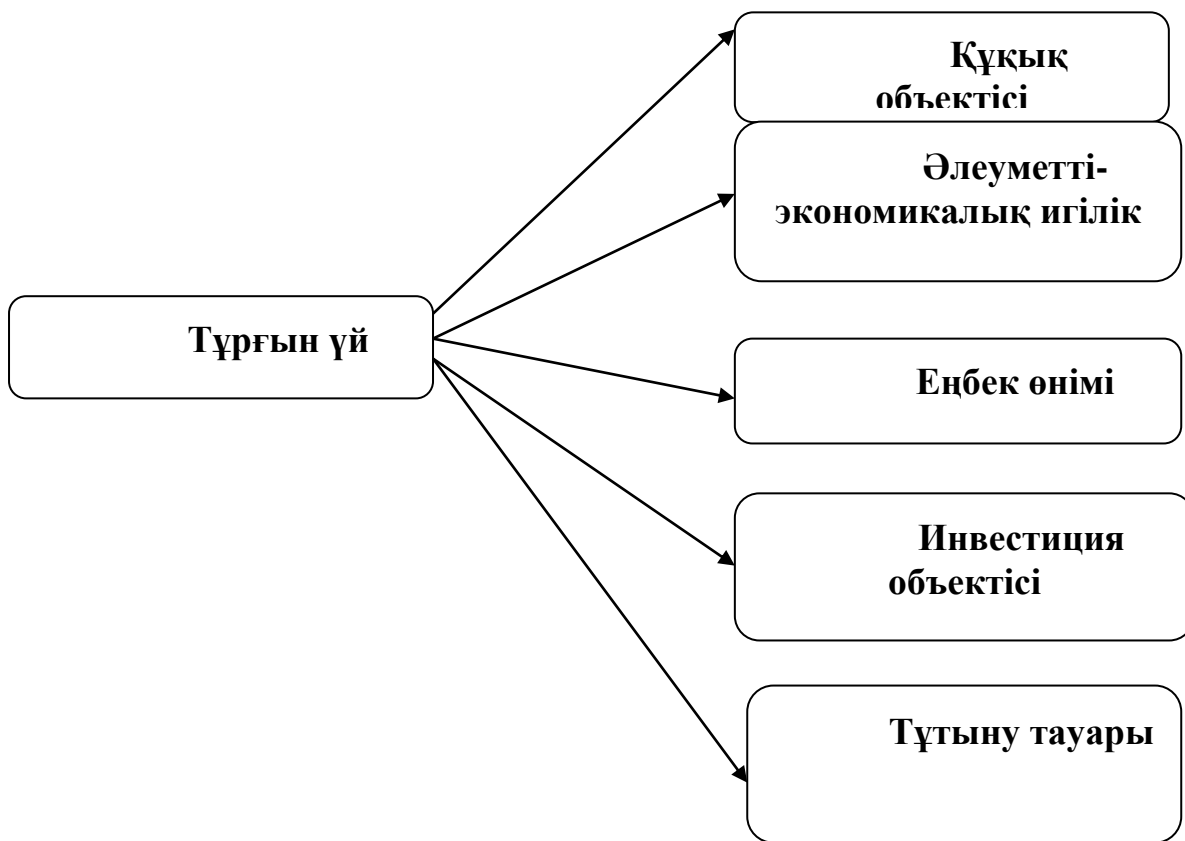 Құқық
объектісі
Әлеуметті-
экономикалық игілік
Тұрғын үй
Еңбек өнімі
Инвестиция
объектісі
Тұтыну тауары